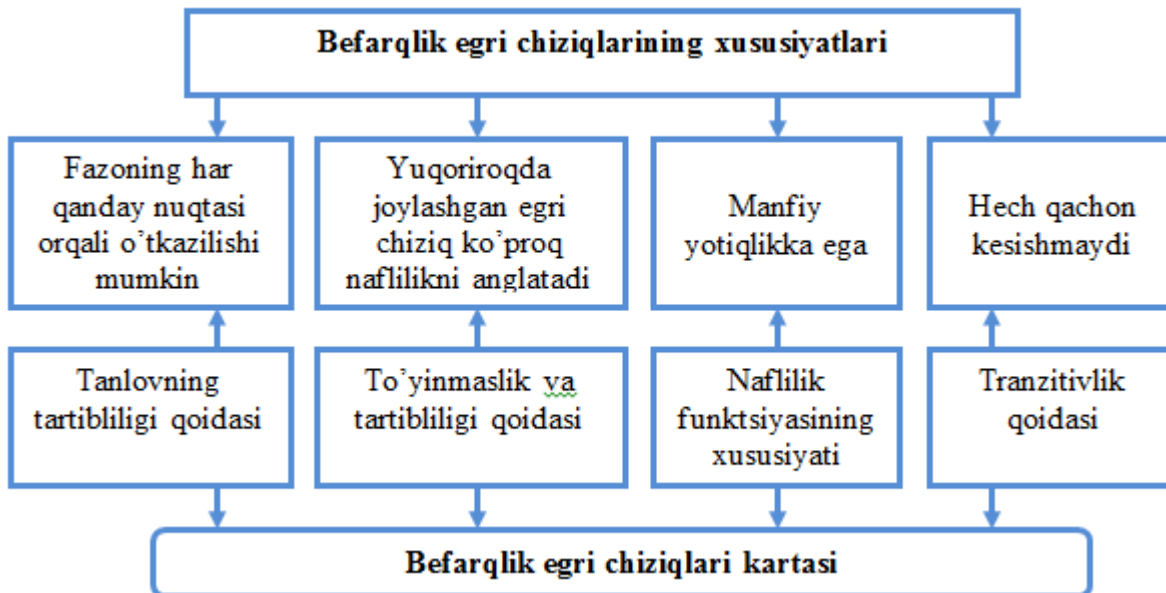 Befarqlik egri chiziqlarining xususiyatlari
Fazoning har
qanday nuqtasi
orqali o’tkazilishi
mumkin
Yuqoriroqda
joylashgan egri
chiziq ko’proq
naflilikni anglatadi
Manfiy
yotiqlikka ega
Hech qachon
kesishmaydi
Tanlovning
tartibliligi qoidasi
To’yinmaslik va
tartibliligi qoidasi
Naflilik
funktsiyasining
xususiyati
Tranzitivlik
qoidasi
Befarqlik egri chiziqlari kartasi